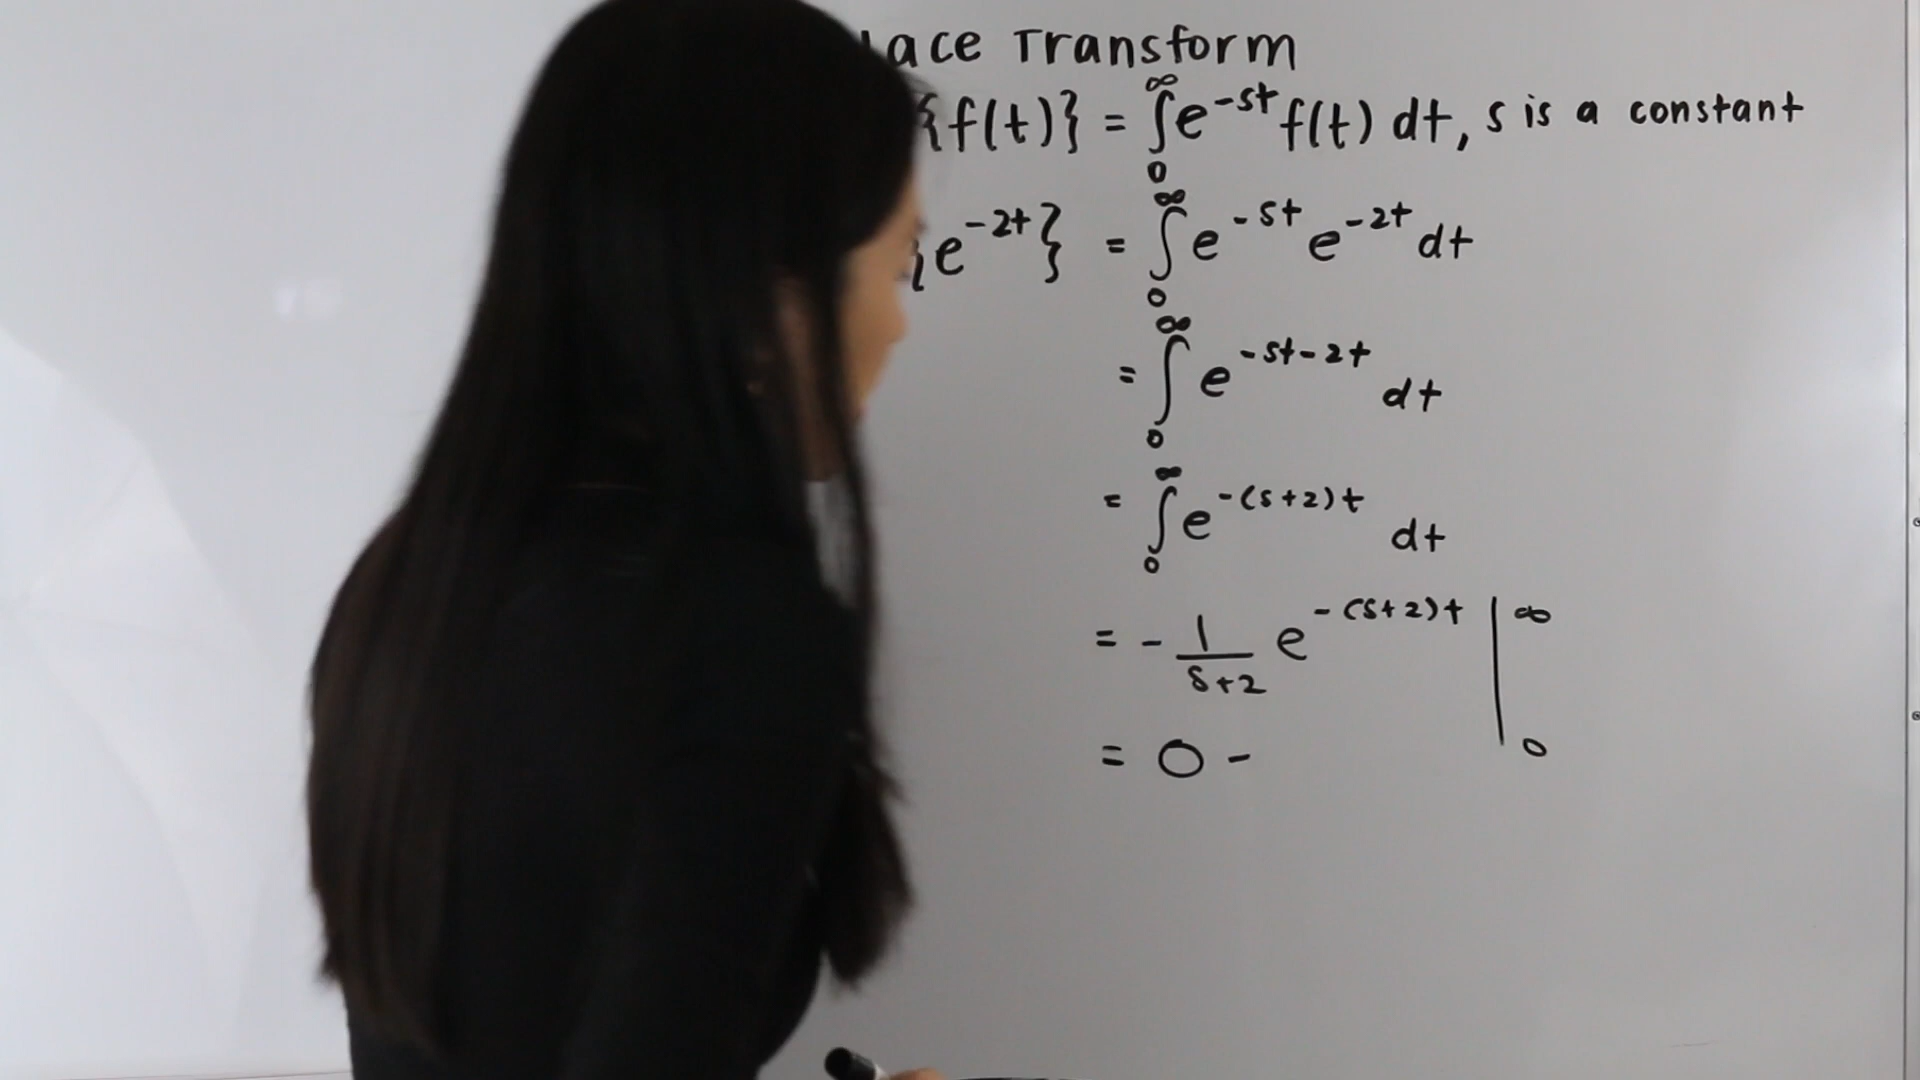 ace Transform
{f(t)} = ∫₀^∞ e^{-st} f(t) dt, s is a constant
{e^{-2t}} = ∫₀^∞ e^{-st} e^{-2t} dt
= ∫₀^∞ e^{-st-2t} dt
= ∫₀^∞ e^{-(s+2)t} dt
= - 1/(s+2) e^{-(s+2)t} |₀^∞
= 0 -